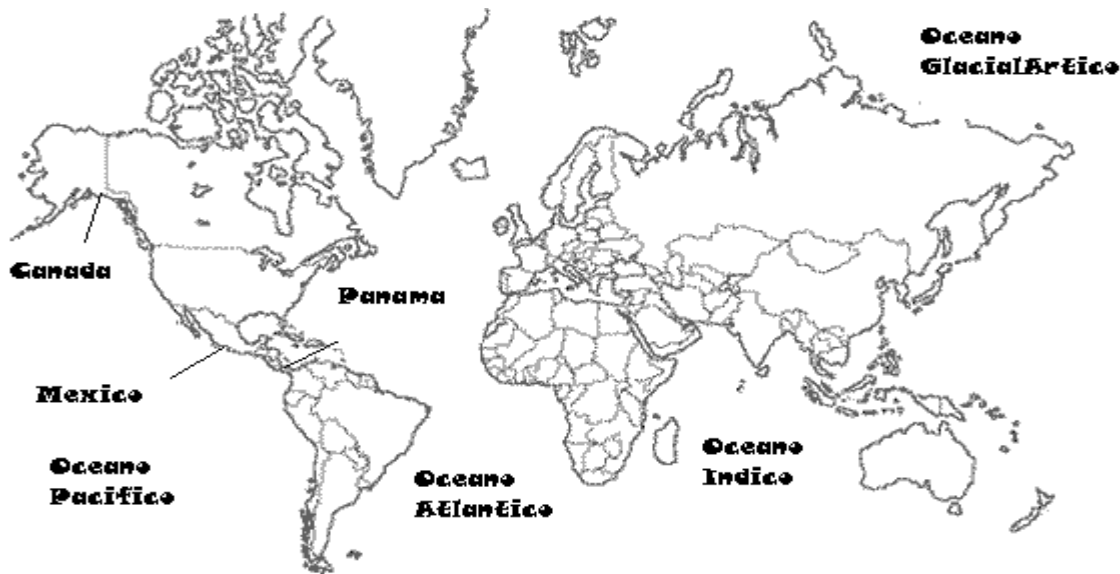 Oceano
GlacialArtico
Canada
Panama
Mexico
Oceano
Pacifico
Oceano
Atlantico
Oceano
Indico